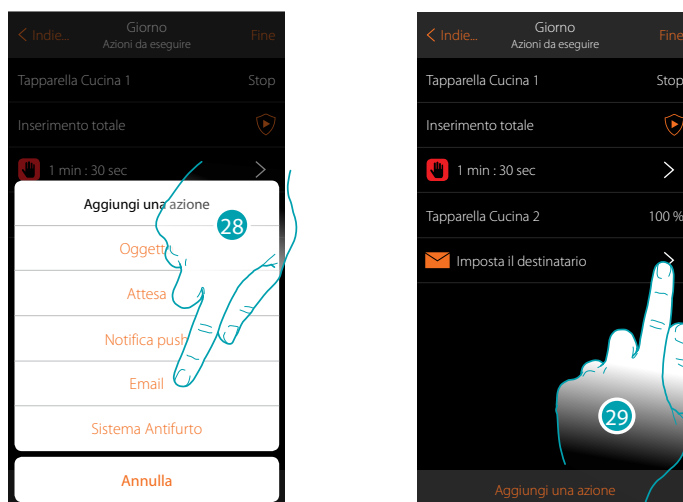 Indie...
Giorno
Azioni da eseguire
Fine
Tapparella Cucina 1
Stop
Inserimento totale
1 min : 30 sec
Aggiungi una azione
28
Oggetti
Attesa
Notifica push
Email
Sistema Antifurto
Annulla
Indie...
Giorno
Azioni da eseguire
Fine
Tapparella Cucina 1
Stop
Inserimento totale
1 min : 30 sec
Tapparella Cucina 2
100 %
Imposta il destinatario
29
Aggiungi una azione